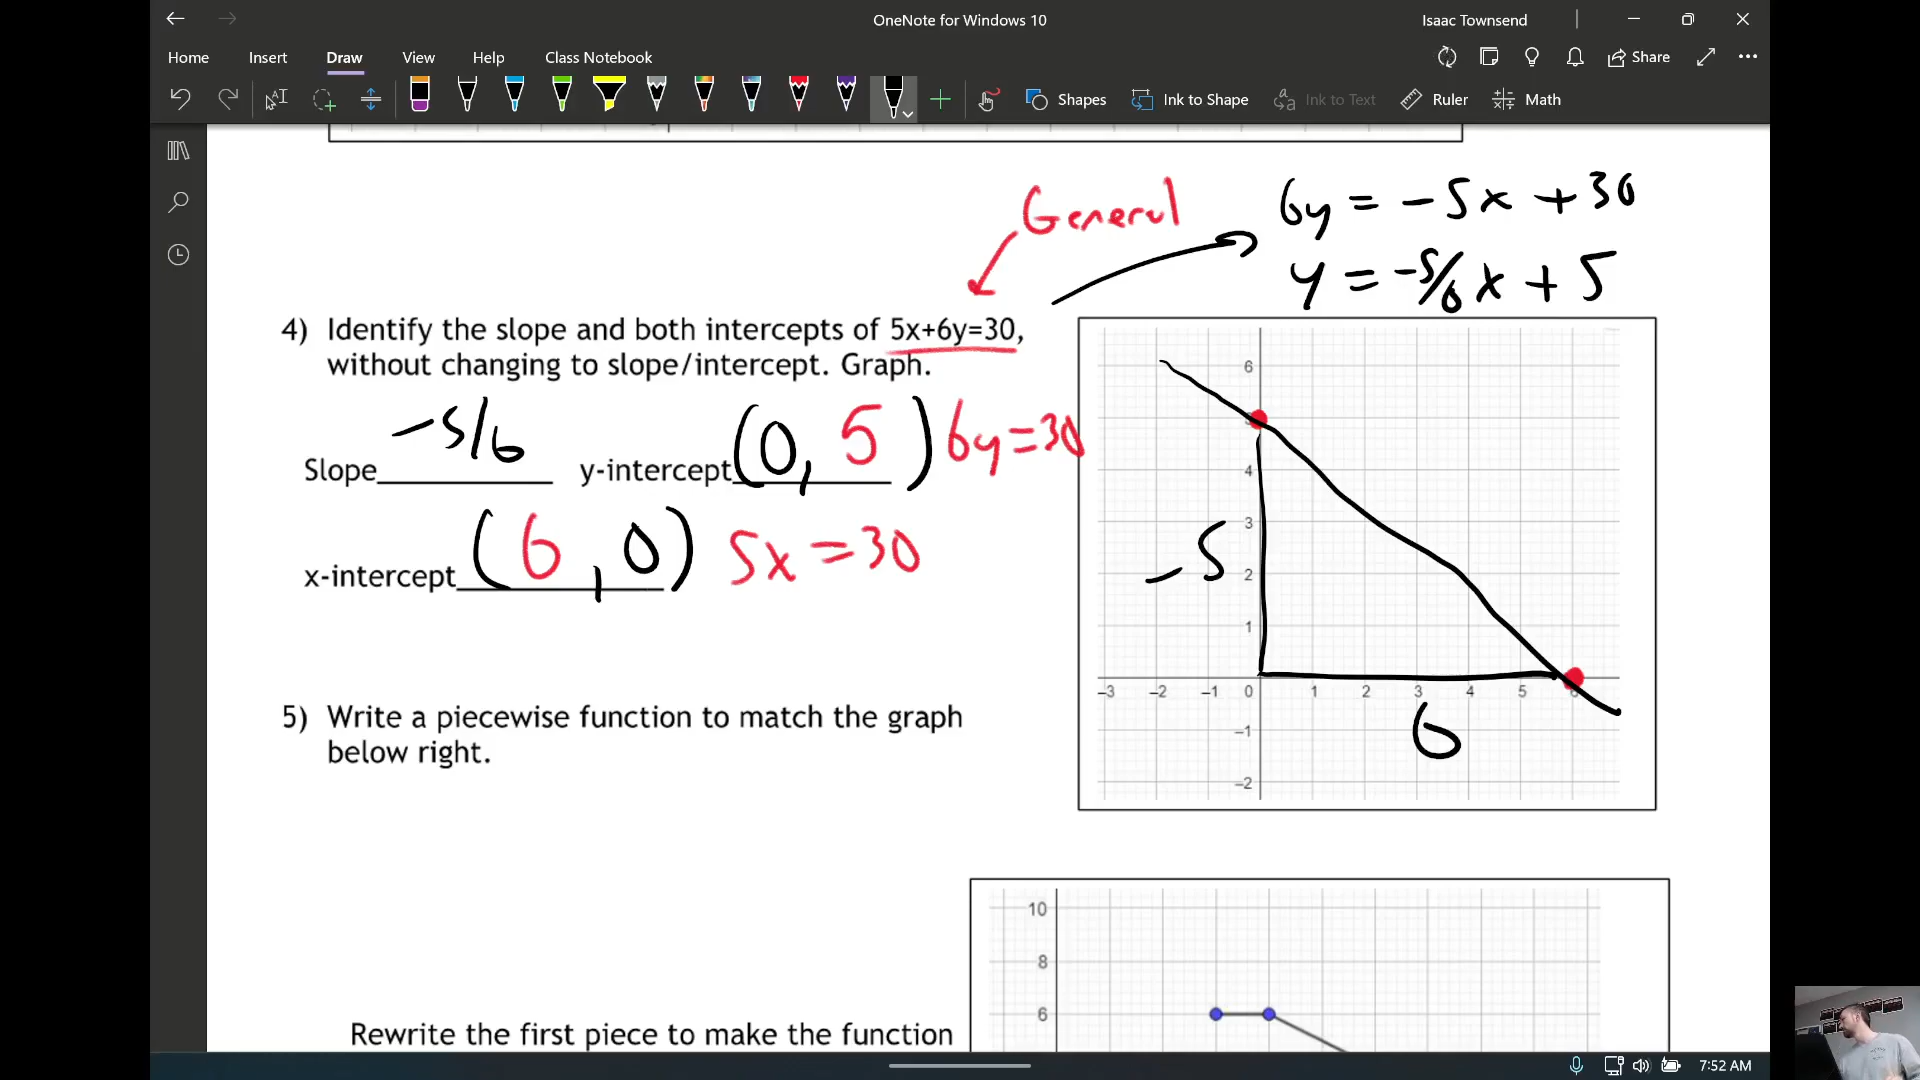 OneNote for Windows 10
Isaac Townsend
Home Insert Draw View Help Class Notebook
Share
Shapes Ink to Shape Ink to Text Ruler Math
General
6y = -5x + 30
y = -5/6 x + 5
4) Identify the slope and both intercepts of 5x+6y=30,
without changing to slope/intercept. Graph.
-5/6
Slope y-intercept (0, 5) 6y=30
x-intercept (6, 0) 5x = 30
6
5
4
3
2
1
-5
-3 -2 -1 0 1 2 3 4 5 6
-1
-2
6
5) Write a piecewise function to match the graph
below right.
10
8
6
Rewrite the first piece to make the function
7:52 AM